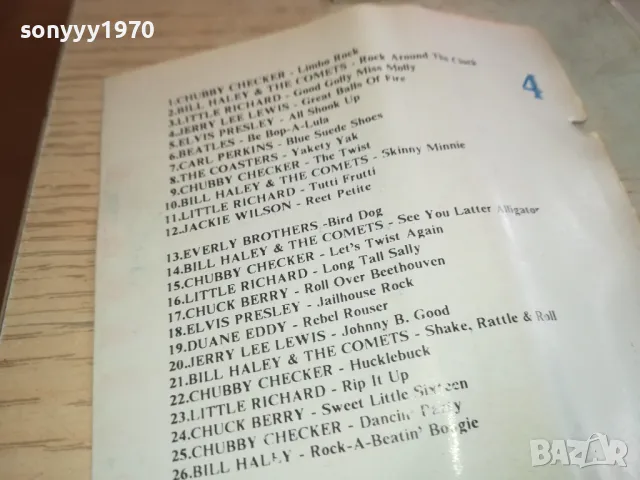 sonyyy1970
4
1.CHUBBY CHECKER - Limbo Rock
2.BILL HALEY & THE COMETS - Rock Around The Clock
3.LITTLE RICHARD - Good Golly Miss Molly
4.JERRY LEE LEWIS - Great Balls Of Fire
5.ELVIS PRESLEY - All Shook Up
6.BEATLES - Be Bop-A-Lula
7.CARL PERKINS - Blue Suede Shoes
8.THE COASTERS - Yakety Yak
9.CHUBBY CHECKER - The Twist
10.BILL HALEY & THE COMETS - Skinny Minnie
11.LITTLE RICHARD - Tutti Frutti
12.JACKIE WILSON - Reet Petite
13.EVERLY BROTHERS -Bird Dog
14.BILL HALEY & THE COMETS - See You Latter Alligator
15.CHUBBY CHECKER - Let's Twist Again
16.LITTLE RICHARD - Long Tall Sally
17.CHUCK BERRY - Roll Over Beethouven
18.ELVIS PRESLEY - Jailhouse Rock
19.DUANE EDDY - Rebel Rouser
20.JERRY LEE LEWIS - Johnny B. Good
21.BILL HALEY & THE COMETS - Shake, Rattle & Roll
22.CHUBBY CHECKER - Hucklebuck
23.LITTLE RICHARD - Rip It Up
24.CHUCK BERRY - Sweet Little Sixteen
25.CHUBBY CHECKER - Dancin' Party
26.BILL HALEY - Rock-A-Beatin' Boogie
BAZAR.bg